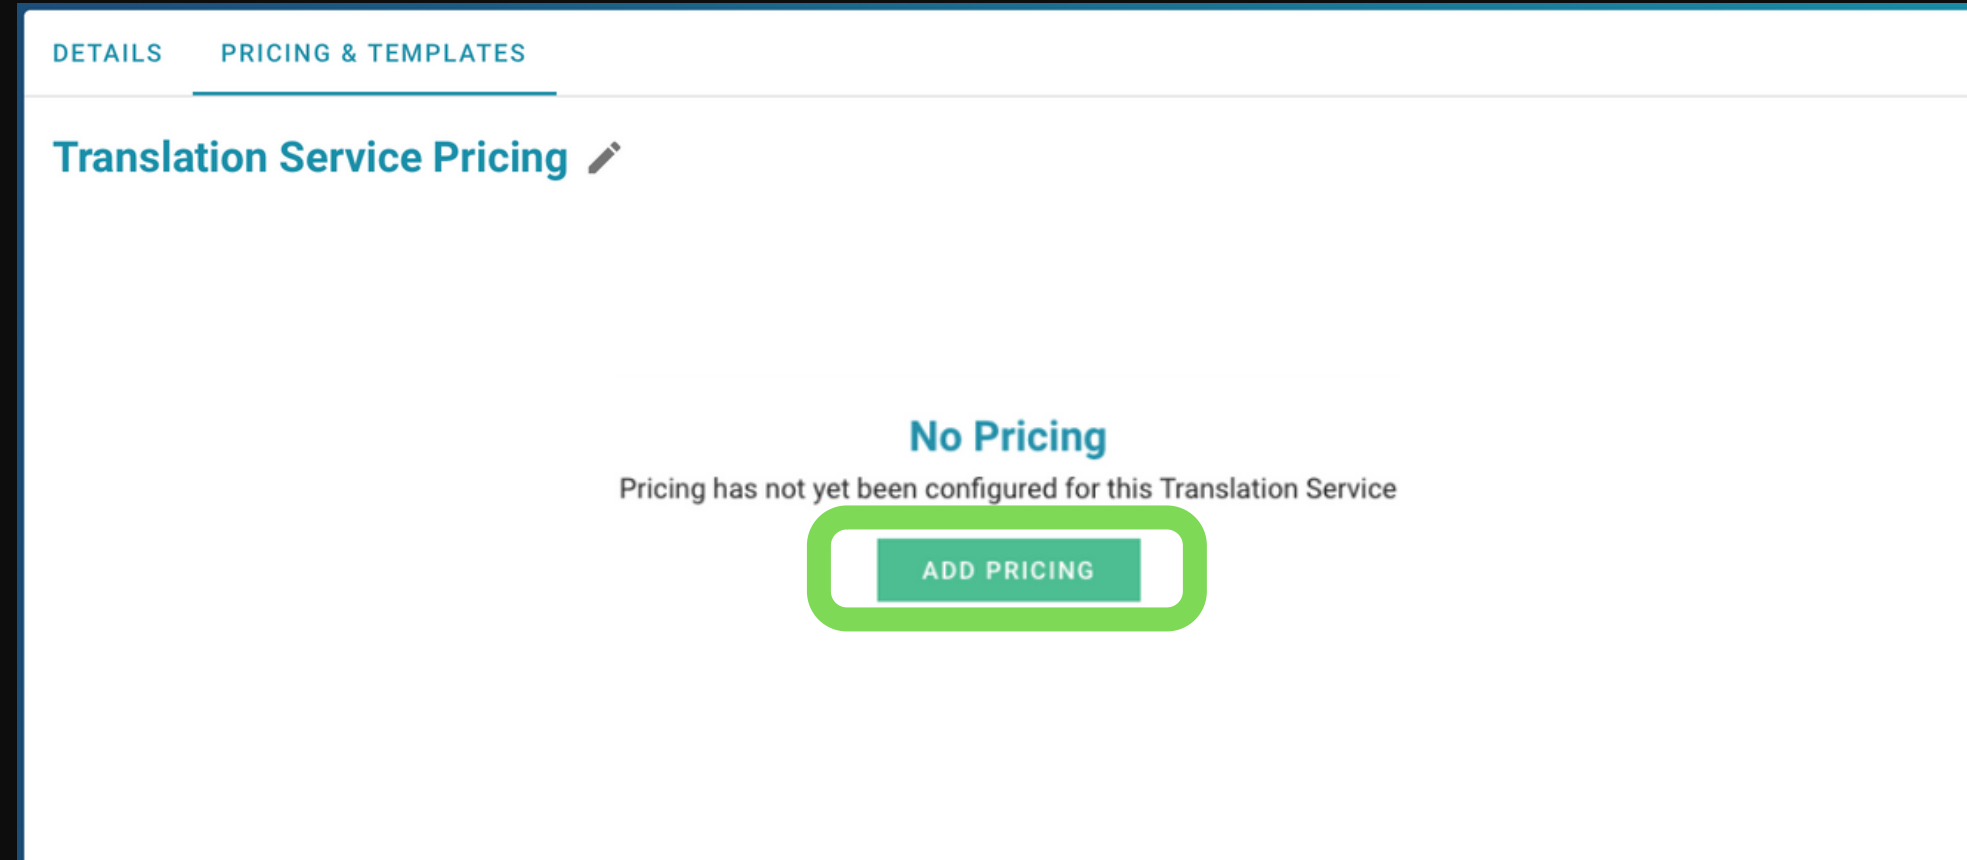 DETAILS PRICING & TEMPLATES
Translation Service Pricing
No Pricing
Pricing has not yet been configured for this Translation Service
ADD PRICING